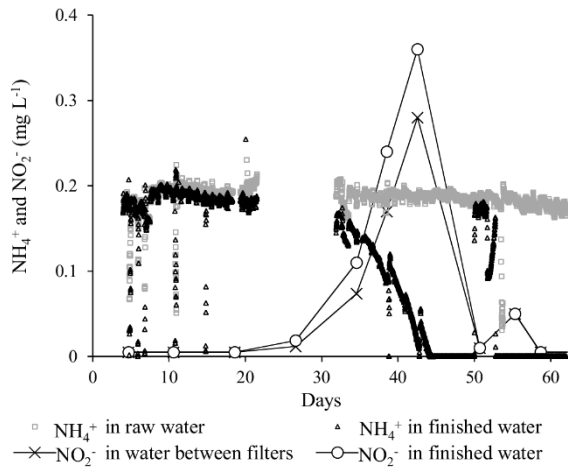 0.4
0.3
0.2
0.1
0
NH₄⁺ and NO₂⁻ (mg L⁻¹)
0 10 20 30 40 50 60
Days
NH₄⁺ in raw water
NH₄⁺ in finished water
NO₂⁻ in water between filters
NO₂⁻ in finished water